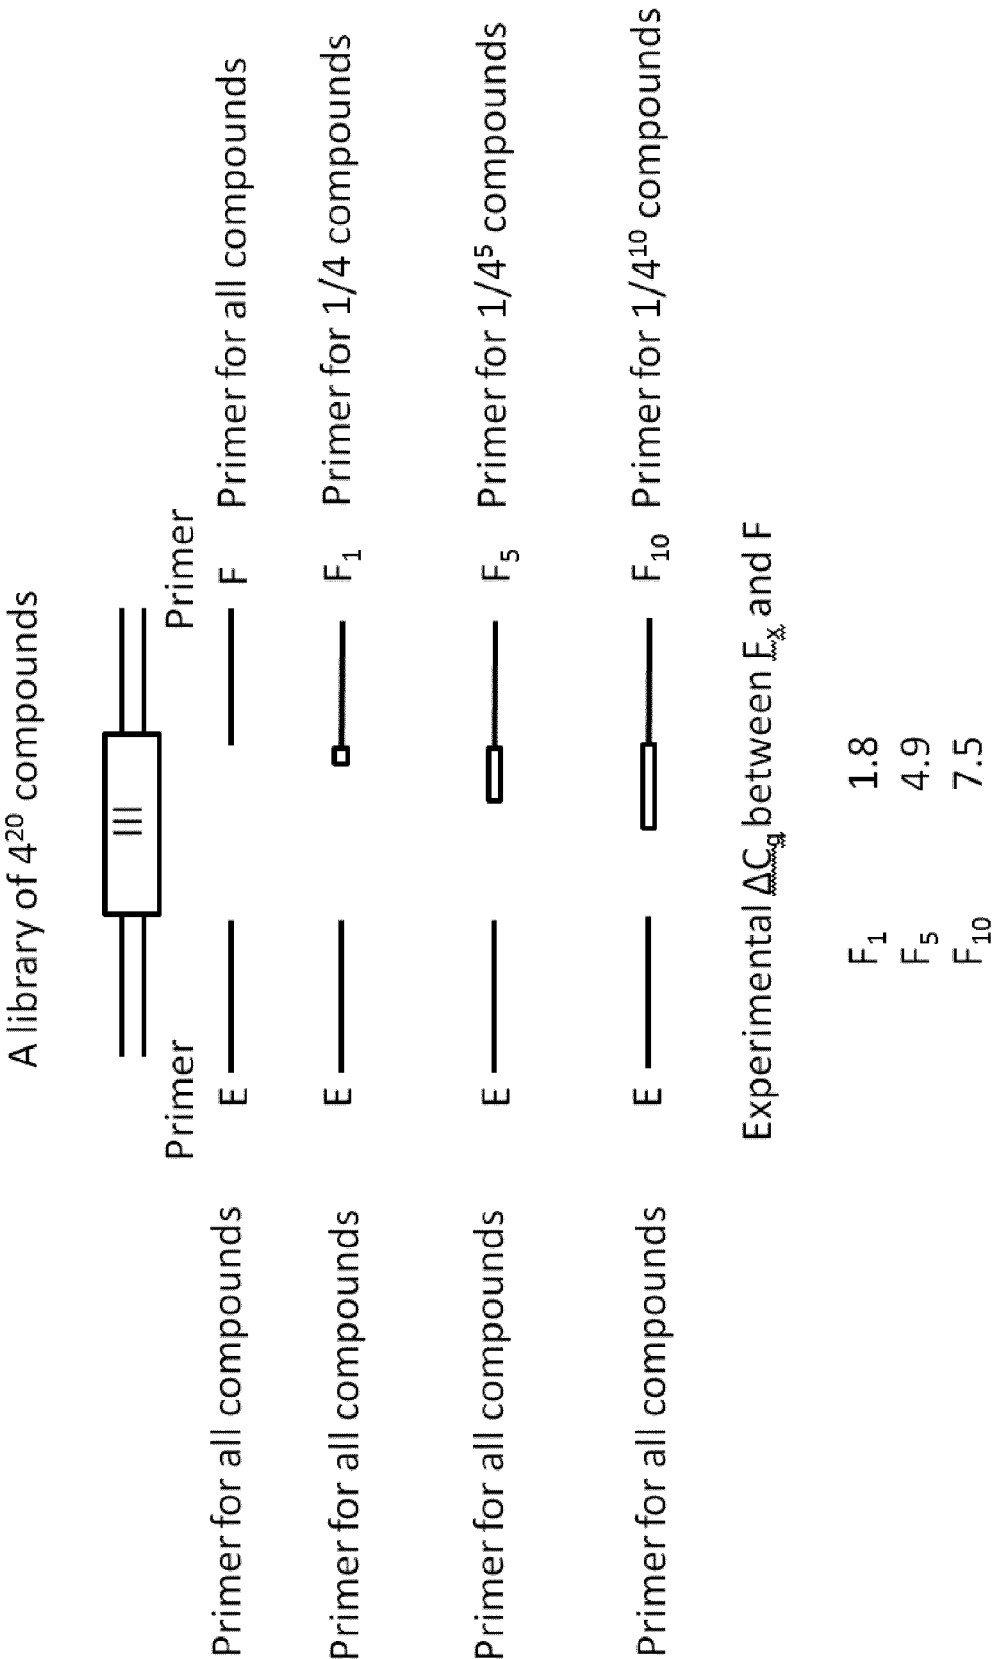 A library of 4²⁰ compounds
III
Primer Primer
Primer for all compounds E F Primer for all compounds
Primer for all compounds E F₁ Primer for 1/4 compounds
Primer for all compounds E F₅ Primer for 1/4⁵ compounds
Primer for all compounds E F₁₀ Primer for 1/4¹⁰ compounds
Experimental ΔCq between Fx and F
F₁ 1.8
F₅ 4.9
F₁₀ 7.5